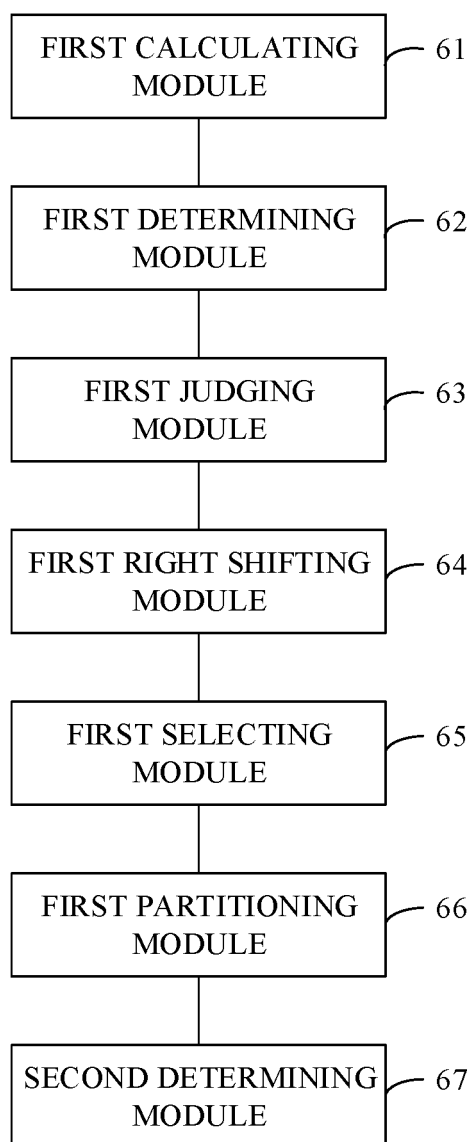 FIRST CALCULATING
MODULE
61
FIRST DETERMINING
MODULE
62
FIRST JUDGING
MODULE
63
FIRST RIGHT SHIFTING
MODULE
64
FIRST SELECTING
MODULE
65
FIRST PARTITIONING
MODULE
66
SECOND DETERMINING
MODULE
67